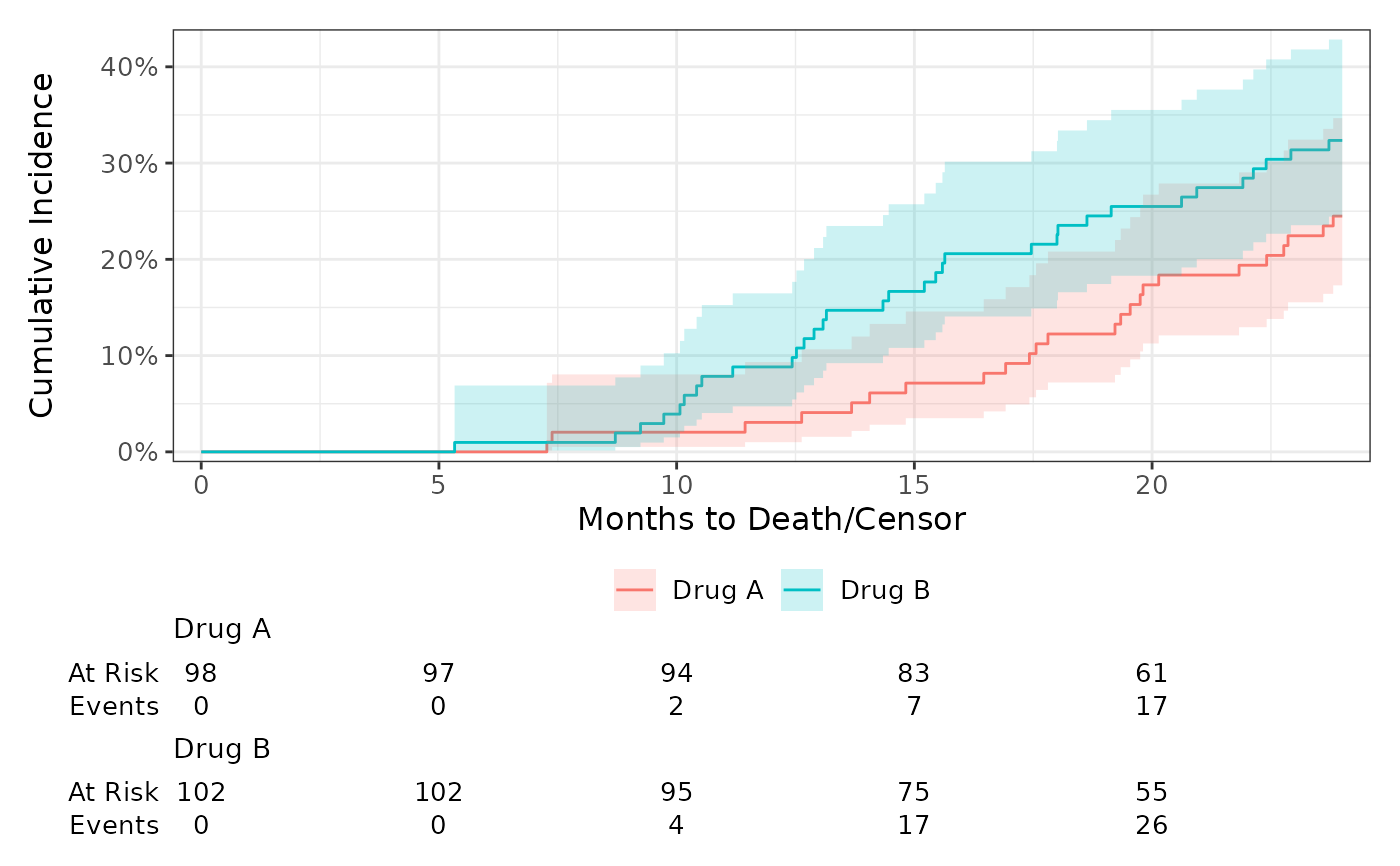 Cumulative Incidence
40%
30%
20%
10%
0%
0 5 10 15 20
Months to Death/Censor
Drug A Drug B
Drug A
At Risk 98 97 94 83 61
Events 0 0 2 7 17
Drug B
At Risk 102 102 95 75 55
Events 0 0 4 17 26